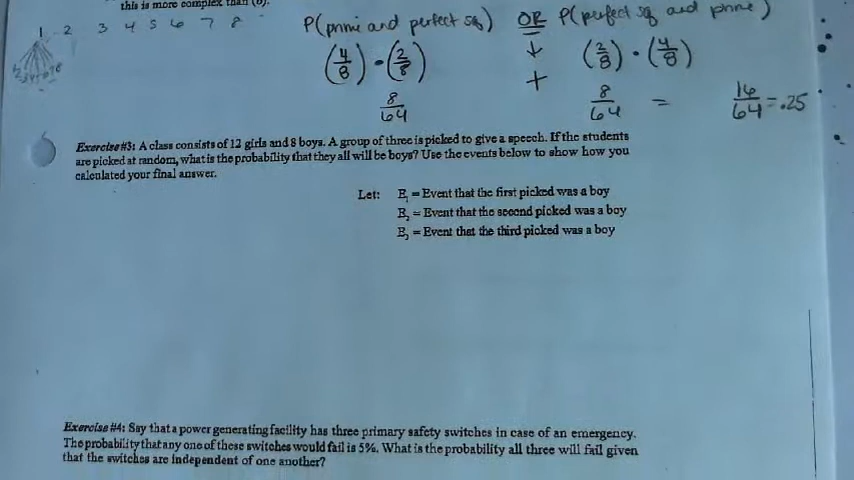 this is more complex than (b).
1 2 3 4 5 6 7 8
P(prime and perfect sq) OR P(perfect sq and prime)
(4/8) · (2/8) ↓ (2/8) · (4/8)
+
8/64 8/64 = 16/64 = .25
Exercise #3: A class consists of 12 girls and 8 boys. A group of three is picked to give a speech. If the students
are picked at random, what is the probability that they all will be boys? Use the events below to show how you
calculated your final answer.
Let: E₁ = Event that the first picked was a boy
E₂ = Event that the second picked was a boy
E₃ = Event that the third picked was a boy
Exercise #4: Say that a power generating facility has three primary safety switches in case of an emergency.
The probability that any one of these switches would fail is 5%. What is the probability all three will fail given
that the switches are independent of one another?